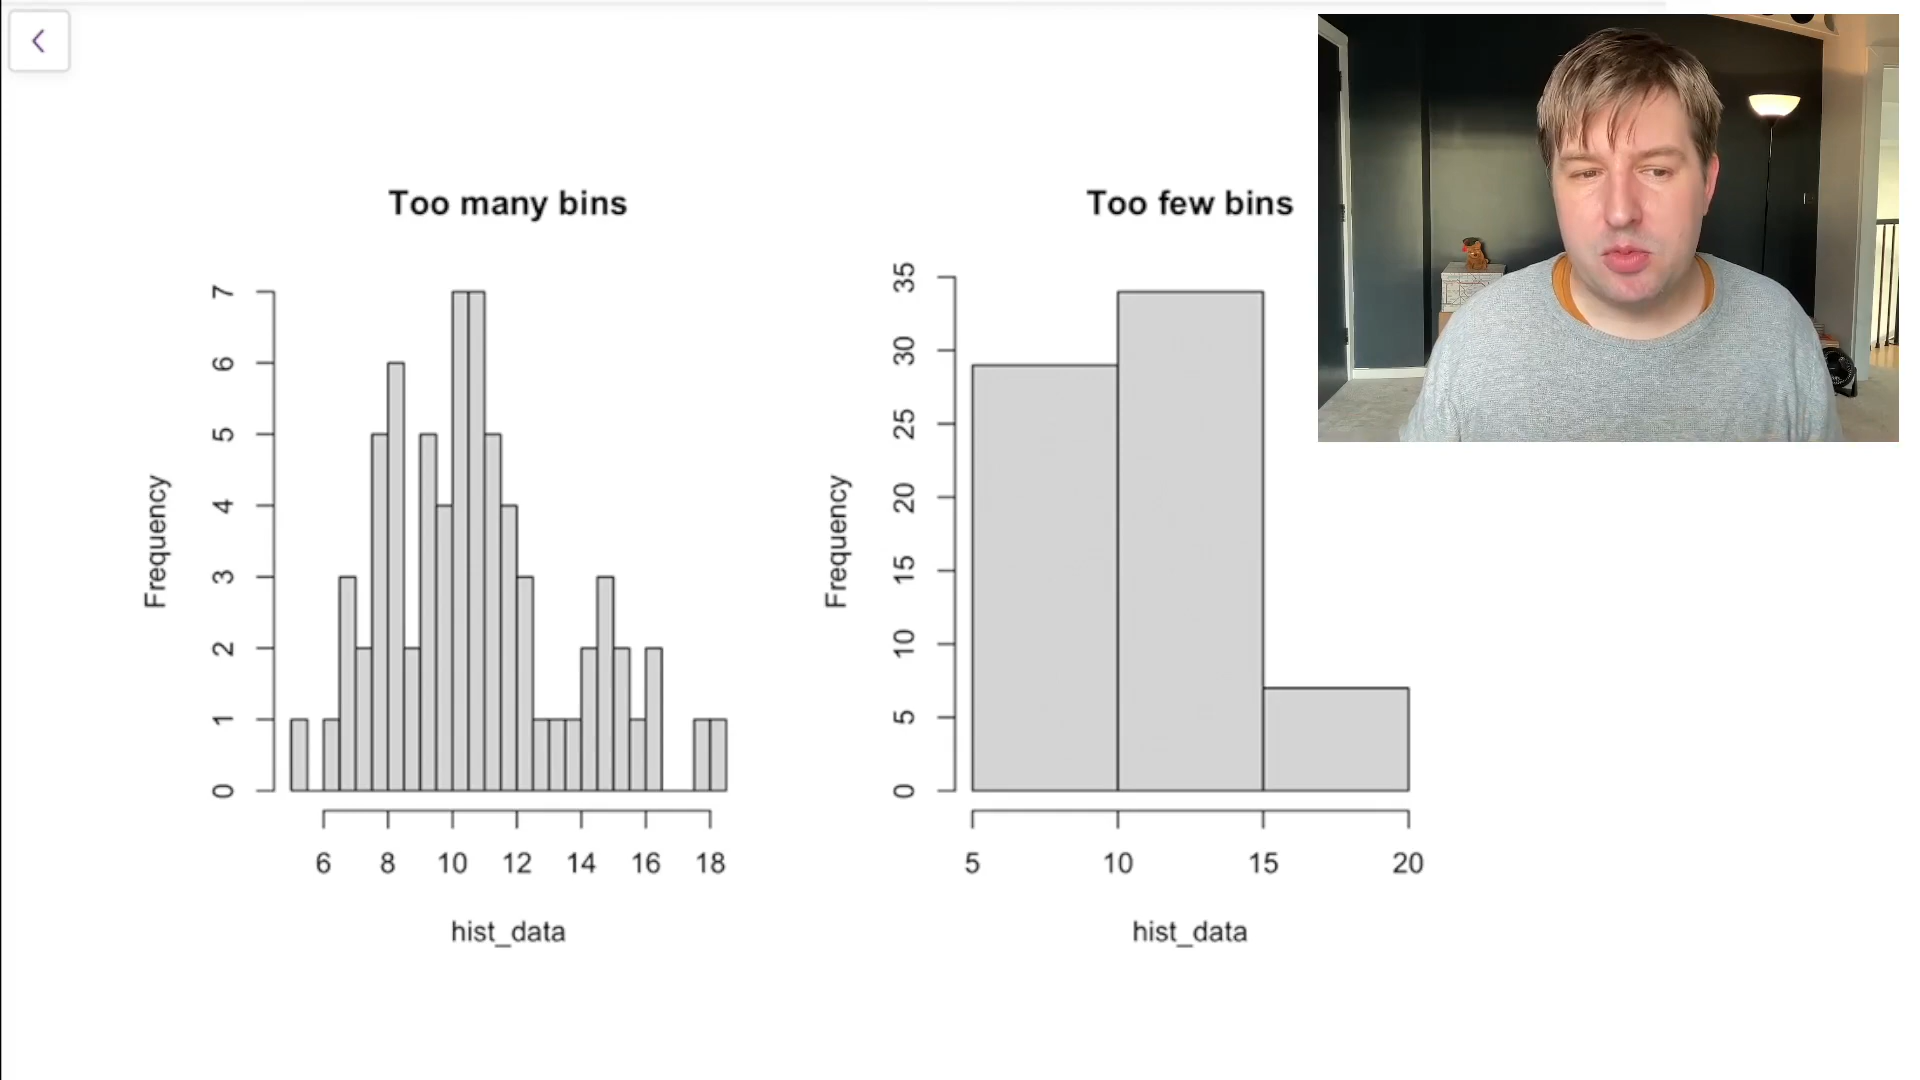 Too many bins
Frequency
7
6
5
4
3
2
1
0
6 8 10 12 14 16 18
hist_data
Too few bins
Frequency
35
30
25
20
15
10
5
0
5 10 15 20
hist_data